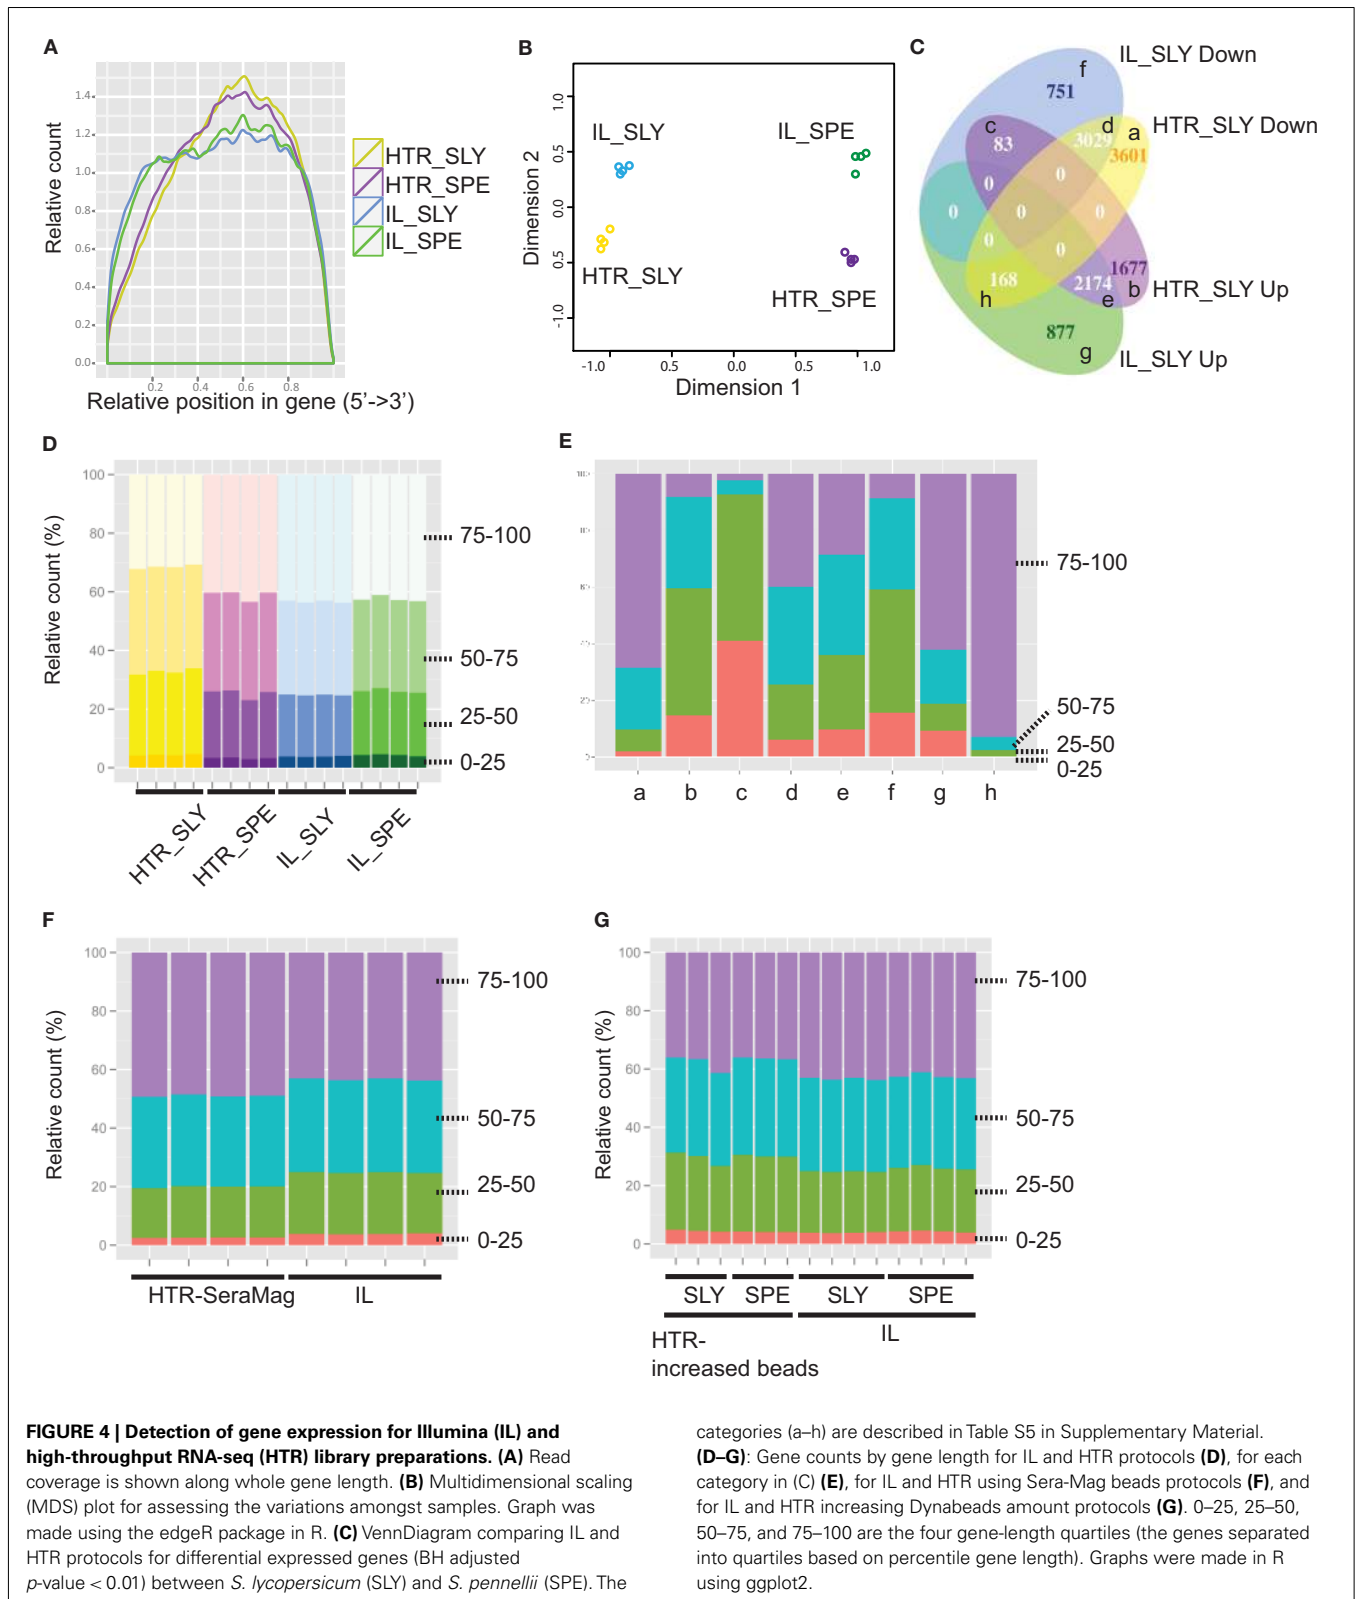 A
Relative count
1.4
1.2
1.0
0.8
0.6
0.4
0.2
0.0
0.2
0.4
0.6
0.8
Relative position in gene (5'->3')
HTR_SLY
HTR_SPE
IL_SLY
IL_SPE
B
Dimension 2
1.0
0.5
0.0
0.5
-1.0
IL_SLY
IL_SPE
HTR_SLY
HTR_SPE
-1.0
0.5
0.0
0.5
1.0
Dimension 1
C
IL_SLY Down
f
751
c
d
a
HTR_SLY Down
83
3029
3601
0
0
0
0
0
0
0
168
2174
1677
h
e
b
HTR_SLY Up
877
g
IL_SLY Up
D
Relative count (%)
100
80
60
40
20
0
75-100
50-75
25-50
0-25
HTR_SLY
HTR_SPE
IL_SLY
IL_SPE
E
75-100
50-75
25-50
0-25
a
b
c
d
e
f
g
h
F
Relative count (%)
100
80
60
40
20
0
75-100
50-75
25-50
0-25
HTR-SeraMag
IL
G
Relative count (%)
100
80
60
40
20
0
75-100
50-75
25-50
0-25
SLY
SPE
SLY
SPE
HTR-
increased beads
IL
FIGURE 4 | Detection of gene expression for Illumina (IL) and
high-throughput RNA-seq (HTR) library preparations. (A) Read
coverage is shown along whole gene length. (B) Multidimensional scaling
(MDS) plot for assessing the variations amongst samples. Graph was
made using the edgeR package in R. (C) VennDiagram comparing IL and
HTR protocols for differential expressed genes (BH adjusted
p-value < 0.01) between S. lycopersicum (SLY) and S. pennellii (SPE). The
categories (a–h) are described in Table S5 in Supplementary Material.
(D–G): Gene counts by gene length for IL and HTR protocols (D), for each
category in (C) (E), for IL and HTR using Sera-Mag beads protocols (F), and
for IL and HTR increasing Dynabeads amount protocols (G). 0–25, 25–50,
50–75, and 75–100 are the four gene-length quartiles (the genes separated
into quartiles based on percentile gene length). Graphs were made in R
using ggplot2.